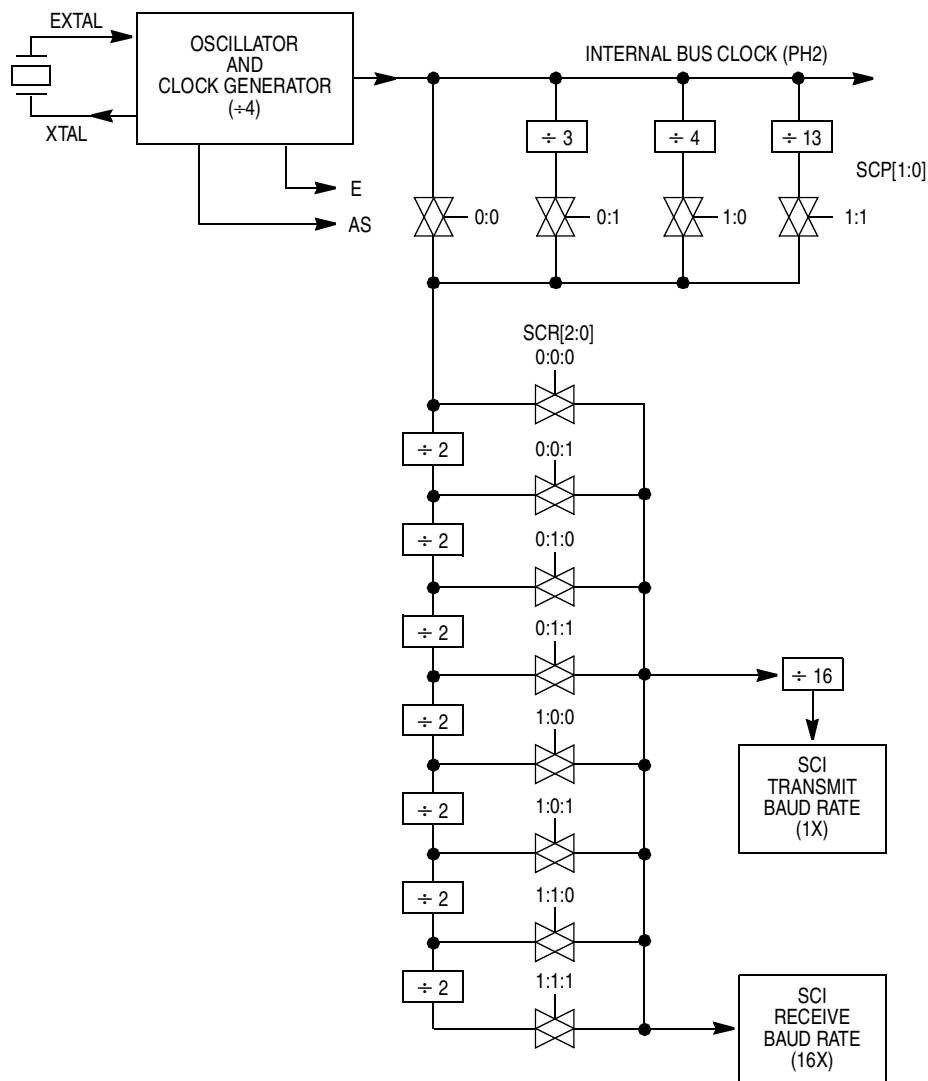 EXTAL
OSCILLATOR
AND
CLOCK GENERATOR
(÷4)
XTAL
INTERNAL BUS CLOCK (PH2)
÷ 3
÷ 4
÷ 13
SCP[1:0]
E
AS
0:0
0:1
1:0
1:1
SCR[2:0]
0:0:0
÷ 2
0:0:1
÷ 2
0:1:0
÷ 2
0:1:1
÷ 16
÷ 2
1:0:0
SCI
TRANSMIT
BAUD RATE
(1X)
÷ 2
1:0:1
÷ 2
1:1:0
÷ 2
1:1:1
SCI
RECEIVE
BAUD RATE
(16X)